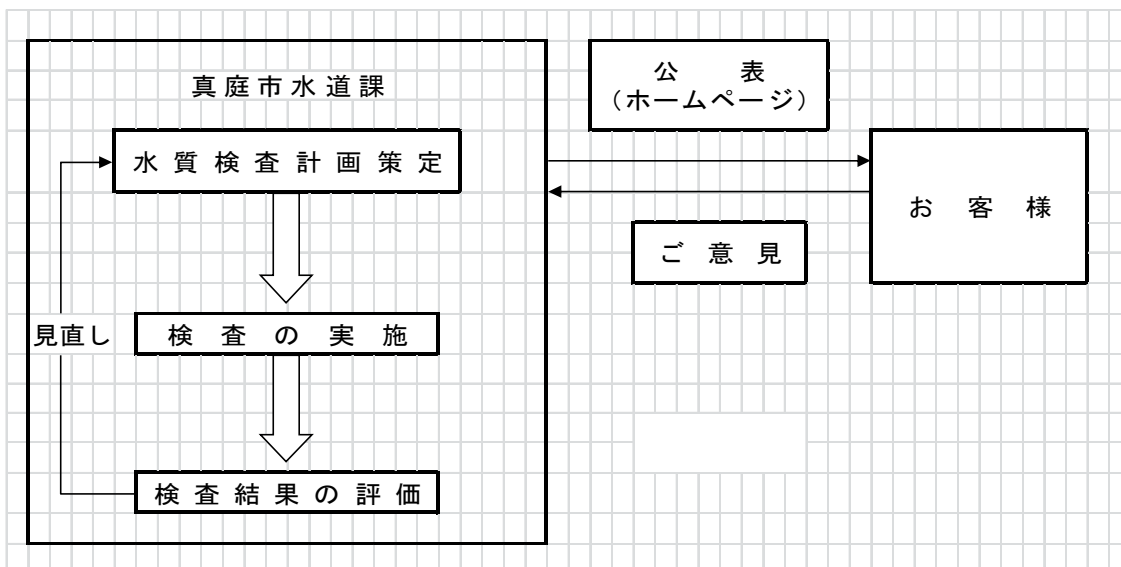 真庭市水道課
水質検査計画策定
見直し
検査の実施
検査結果の評価
公表
（ホームページ）
ご意見
お客様